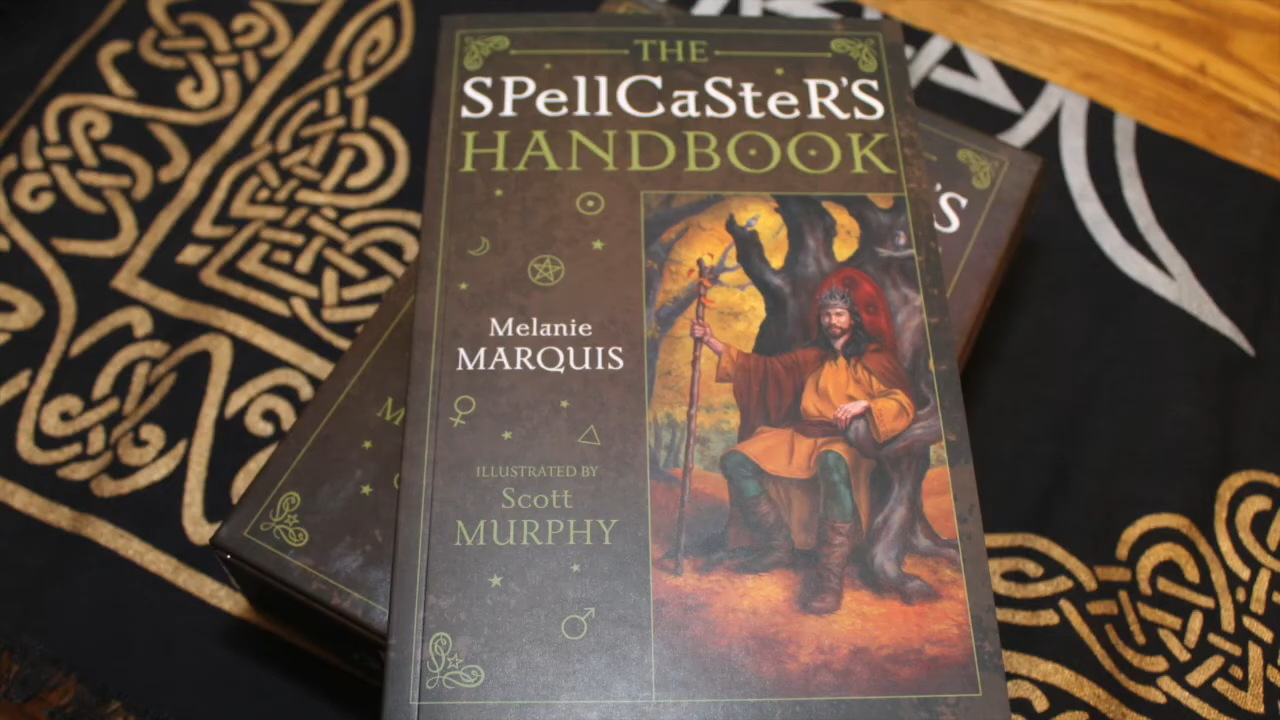 THE
SPellCaSteR'S
HANDBOOK
Melanie
MARQUIS
ILLUSTRATED BY
Scott
MURPHY
'S
M